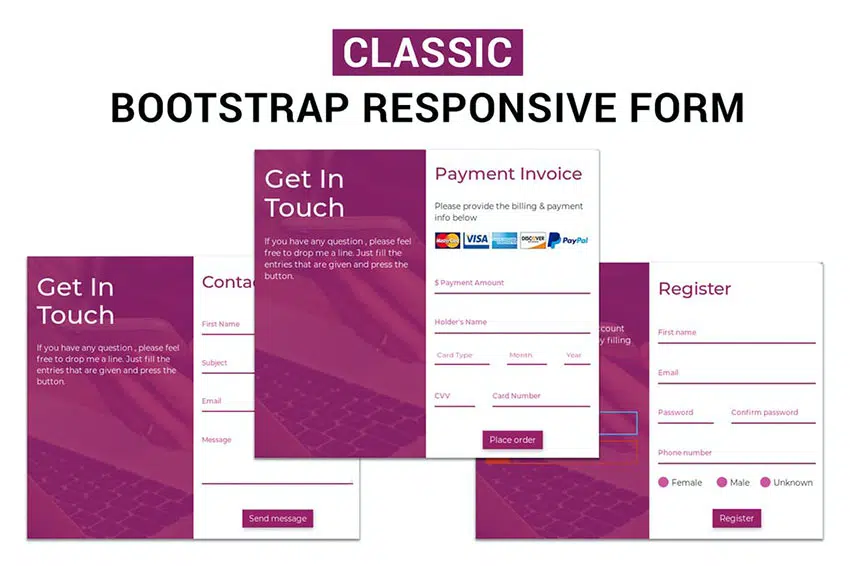 CLASSIC
BOOTSTRAP RESPONSIVE FORM
Get In
Touch
If you have any question , please feel
free to drop me a line. Just fill the
entries that are given and press the
button.
Payment Invoice
Please provide the billing & payment
info below
MasterCard VISA DISCOVER PayPal
$ Payment Amount
Holder's Name
Card Type Month Year
CVV Card Number
Place order
Get In
Touch
If you have any question , please feel
free to drop me a line. Just fill the
entries that are given and press the
button.
Conta
First Name
Subject
Email
Message
Send message
ccount
y filling
Register
First name
Email
Password Confirm password
Phone number
Female Male Unknown
Register